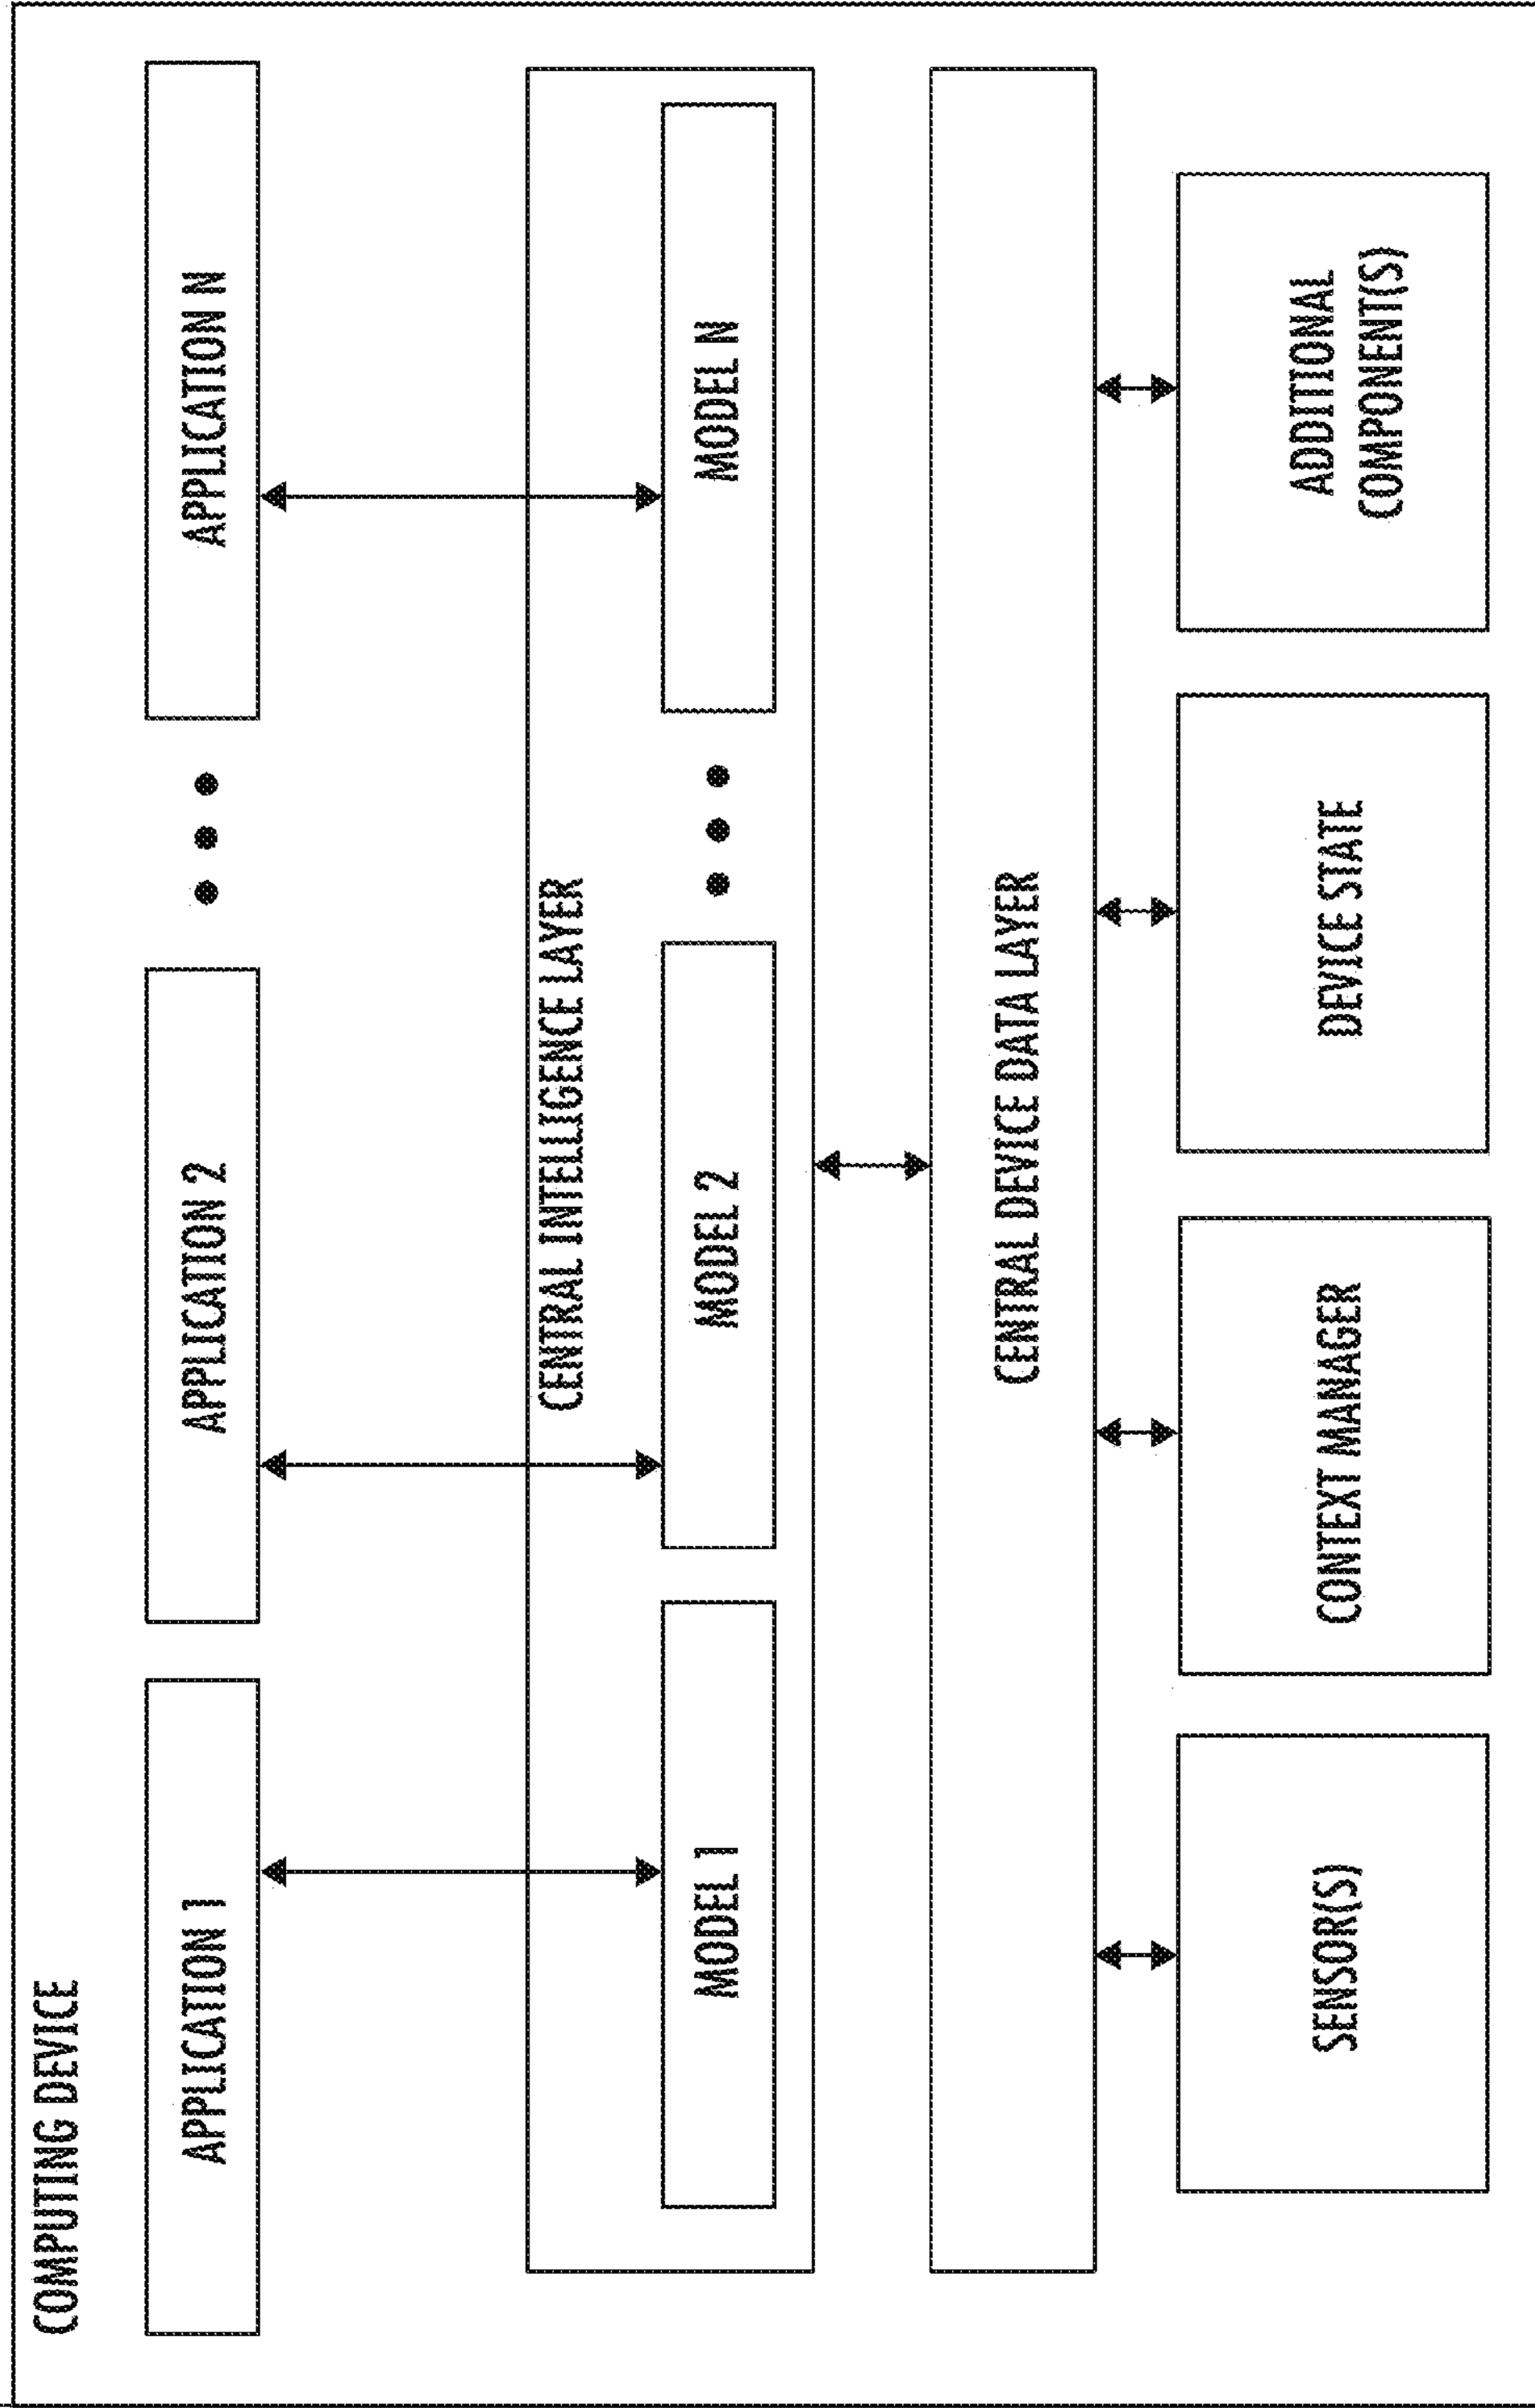 COMPUTING DEVICE
APPLICATION 1
APPLICATION 2
APPLICATION N
CENTRAL INTELLIGENCE LAYER
MODEL 1
MODEL 2
MODEL N
CENTRAL DEVICE DATA LAYER
SENSOR(S)
CONTEXT MANAGER
DEVICE STATE
ADDITIONAL
COMPONENT(S)